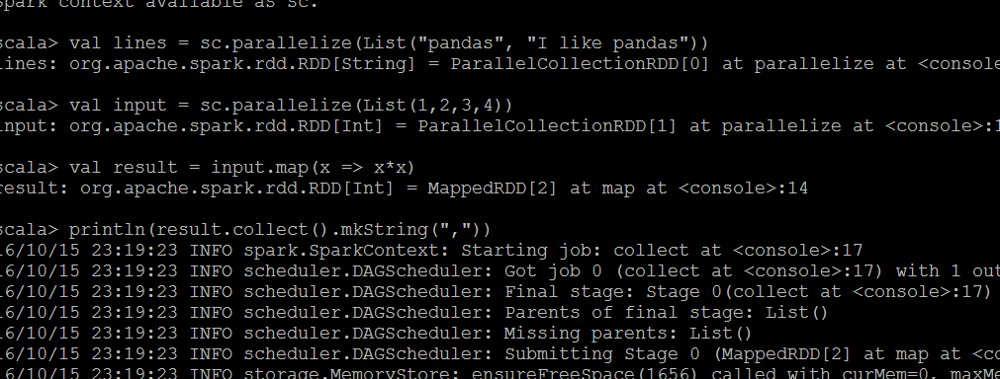 Spark context available as sc.
scala> val lines = sc.parallelize(List("pandas", "I like pandas"))
lines: org.apache.spark.rdd.RDD[String] = ParallelCollectionRDD[0] at parallelize at <console
scala> val input = sc.parallelize(List(1,2,3,4))
input: org.apache.spark.rdd.RDD[Int] = ParallelCollectionRDD[1] at parallelize at <console>:1
scala> val result = input.map(x => x*x)
result: org.apache.spark.rdd.RDD[Int] = MappedRDD[2] at map at <console>:14
scala> println(result.collect().mkString(","))
16/10/15 23:19:23 INFO spark.SparkContext: Starting job: collect at <console>:17
16/10/15 23:19:23 INFO scheduler.DAGScheduler: Got job 0 (collect at <console>:17) with 1 out
16/10/15 23:19:23 INFO scheduler.DAGScheduler: Final stage: Stage 0(collect at <console>:17)
16/10/15 23:19:23 INFO scheduler.DAGScheduler: Parents of final stage: List()
16/10/15 23:19:23 INFO scheduler.DAGScheduler: Missing parents: List()
16/10/15 23:19:23 INFO scheduler.DAGScheduler: Submitting Stage 0 (MappedRDD[2] at map at <co
16/10/15 23:19:23 INFO storage.MemoryStore: ensureFreeSpace(1656) called with curMem=0, maxMe